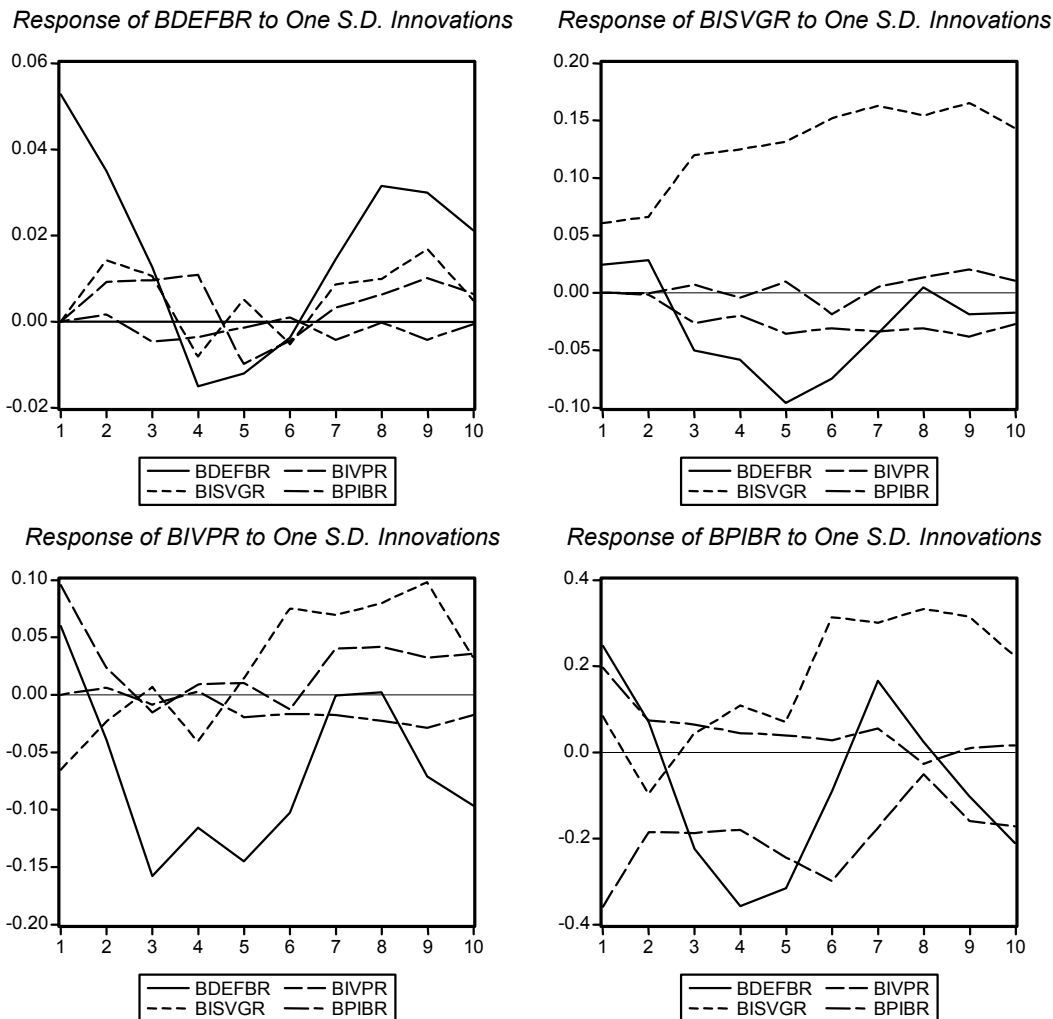 Response of BDEFBR to One S.D. Innovations
0.06
0.04
0.02
0.00
-0.02
1 2 3 4 5 6 7 8 9 10
BDEFBR BIVPR
BISVGR BPIBR
Response of BISVGR to One S.D. Innovations
0.20
0.15
0.10
0.05
0.00
-0.05
-0.10
1 2 3 4 5 6 7 8 9 10
BDEFBR BIVPR
BISVGR BPIBR
Response of BIVPR to One S.D. Innovations
0.10
0.05
0.00
-0.05
-0.10
-0.15
-0.20
1 2 3 4 5 6 7 8 9 10
BDEFBR BIVPR
BISVGR BPIBR
Response of BPIBR to One S.D. Innovations
0.4
0.2
0.0
-0.2
-0.4
1 2 3 4 5 6 7 8 9 10
BDEFBR BIVPR
BISVGR BPIBR